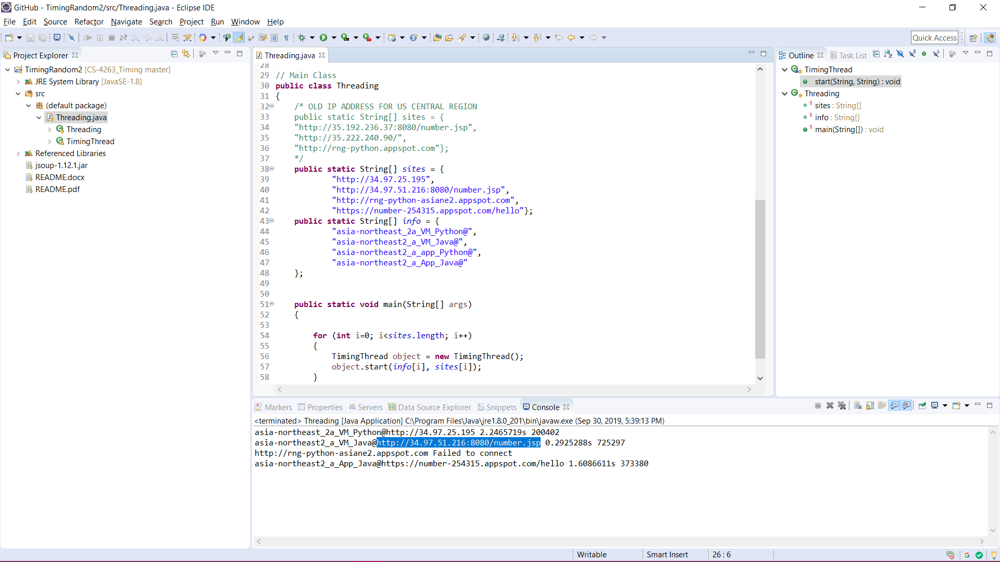 GitHub - TimingRandom2/src/Threading.java - Eclipse IDE
File Edit Source Refactor Navigate Search Project Run Window Help
Quick Access
Project Explorer
TimingRandom2 [CS-4263_Timing master]
JRE System Library [JavaSE-1.8]
src
(default package)
Threading.java
Threading
TimingThread
Referenced Libraries
jsoup-1.12.1.jar
README.docx
README.pdf
Threading.java
28
29 // Main Class
30 public class Threading
31 {
32 /* OLD IP ADDRESS FOR US CENTRAL REGION
33 public static String[] sites = {
34 "http://35.192.236.37:8080/number.jsp",
35 "http://35.222.240.90/",
36 "http://rng-python.appspot.com"};
37 */
38 public static String[] sites = {
39 "http://34.97.25.195",
40 "http://34.97.51.216:8080/number.jsp",
41 "http://rng-python-asiane2.appspot.com",
42 "https://number-254315.appspot.com/hello"};
43 public static String[] info = {
44 "asia-northeast_2a_VM_Python@",
45 "asia-northeast2_a_VM_Java@",
46 "asia-northeast2_a_app_Python@",
47 "asia-northeast2_a_App_Java@"
48 };
49
50
51 public static void main(String[] args)
52 {
53
54 for (int i=0; i<sites.length; i++)
55 {
56 TimingThread object = new TimingThread();
57 object.start(info[i], sites[i]);
58 }
Outline Task List
TimingThread
start(String, String) : void
Threading
sites : String[]
info : String[]
main(String[]) : void
Markers Properties Servers Data Source Explorer Snippets Console
<terminated> Threading [Java Application] C:\Program Files\Java\jre1.8.0_201\bin\javaw.exe (Sep 30, 2019, 5:39:13 PM)
asia-northeast_2a_VM_Python@http://34.97.25.195 2.2465719s 200402
asia-northeast2_a_VM_Java@http://34.97.51.216:8080/number.jsp 0.2925288s 725297
http://rng-python-asiane2.appspot.com Failed to connect
asia-northeast2_a_App_Java@https://number-254315.appspot.com/hello 1.6086611s 373380
Writable Smart Insert 26 : 6